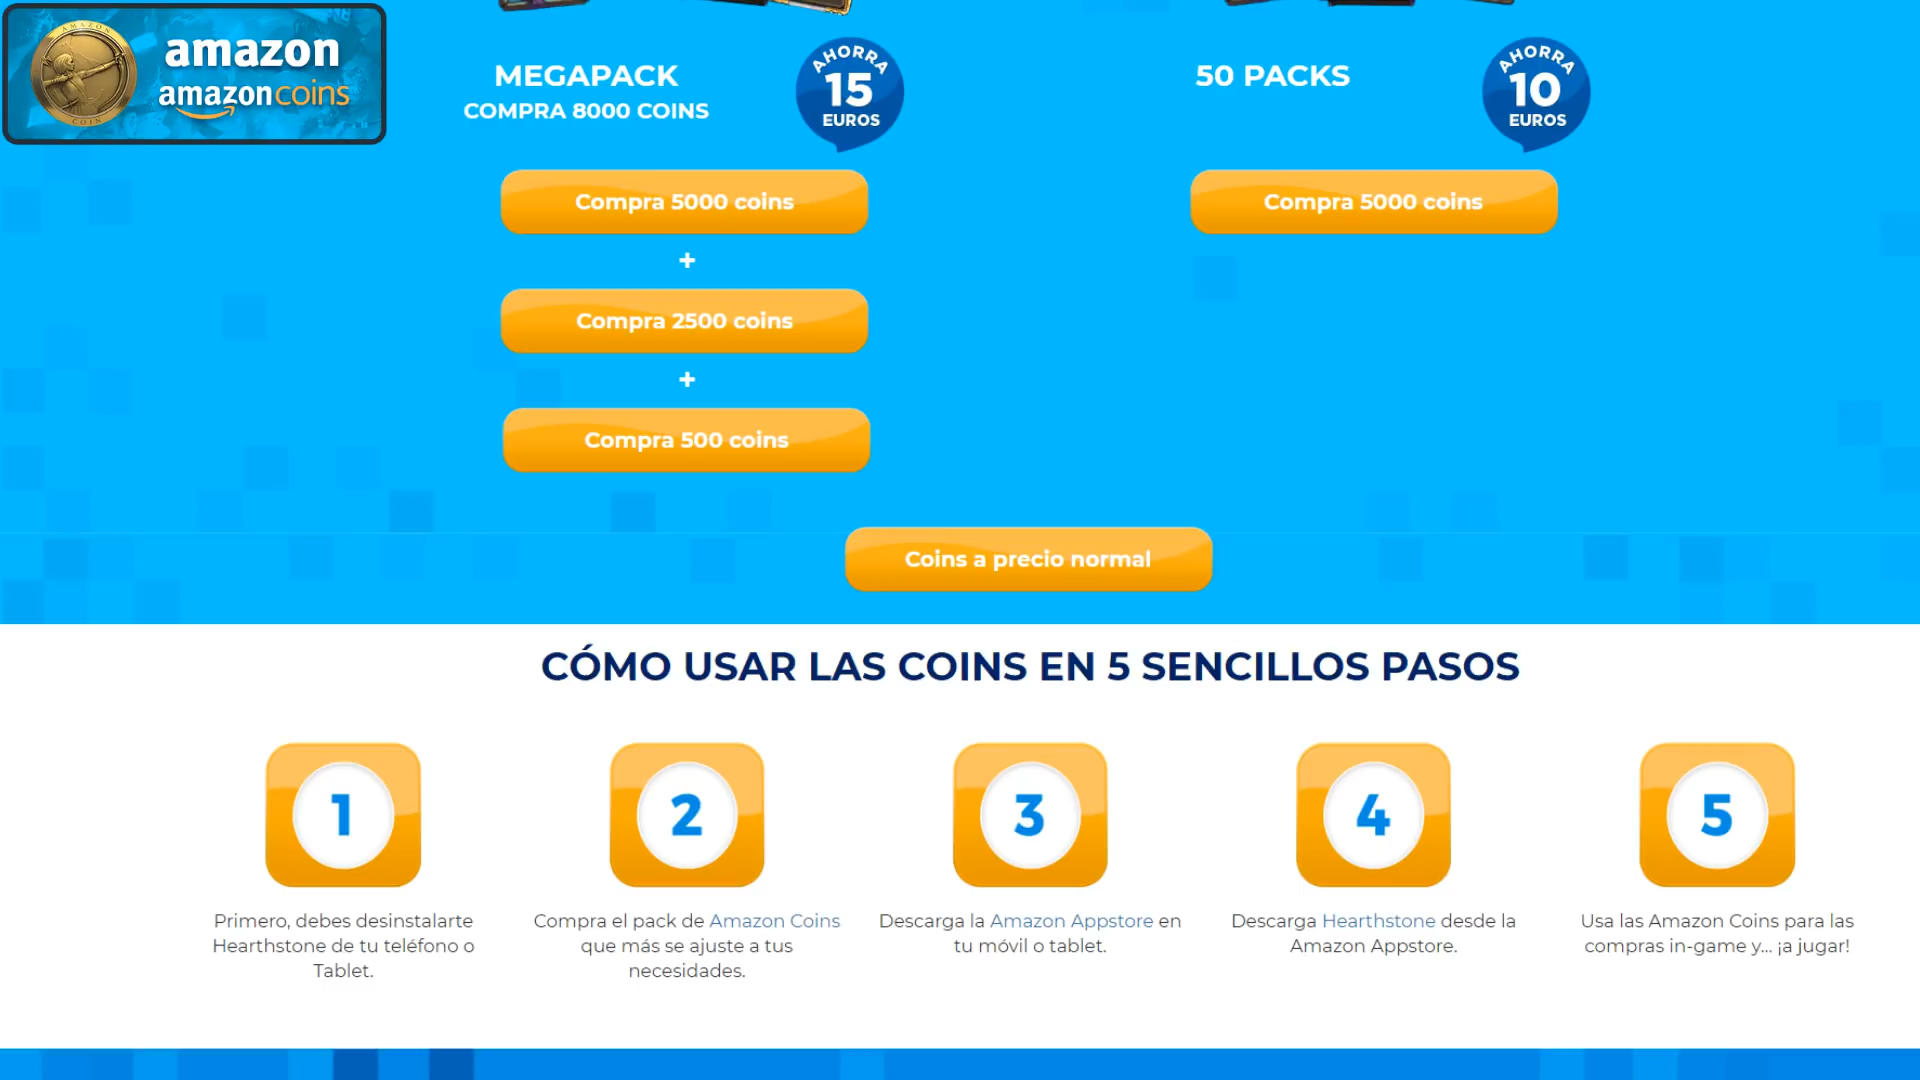 AMAZON
COIN
amazon
amazoncoins
MEGAPACK
COMPRA 8000 COINS
AHORRA
15
EUROS
Compra 5000 coins
+
Compra 2500 coins
+
Compra 500 coins
50 PACKS
AHORRA
10
EUROS
Compra 5000 coins
Coins a precio normal
CÓMO USAR LAS COINS EN 5 SENCILLOS PASOS
1
Primero, debes desinstalarte
Hearthstone de tu teléfono o
Tablet.
2
Compra el pack de Amazon Coins
que más se ajuste a tus
necesidades.
3
Descarga la Amazon Appstore en
tu móvil o tablet.
4
Descarga Hearthstone desde la
Amazon Appstore.
5
Usa las Amazon Coins para las
compras in-game y... ¡a jugar!